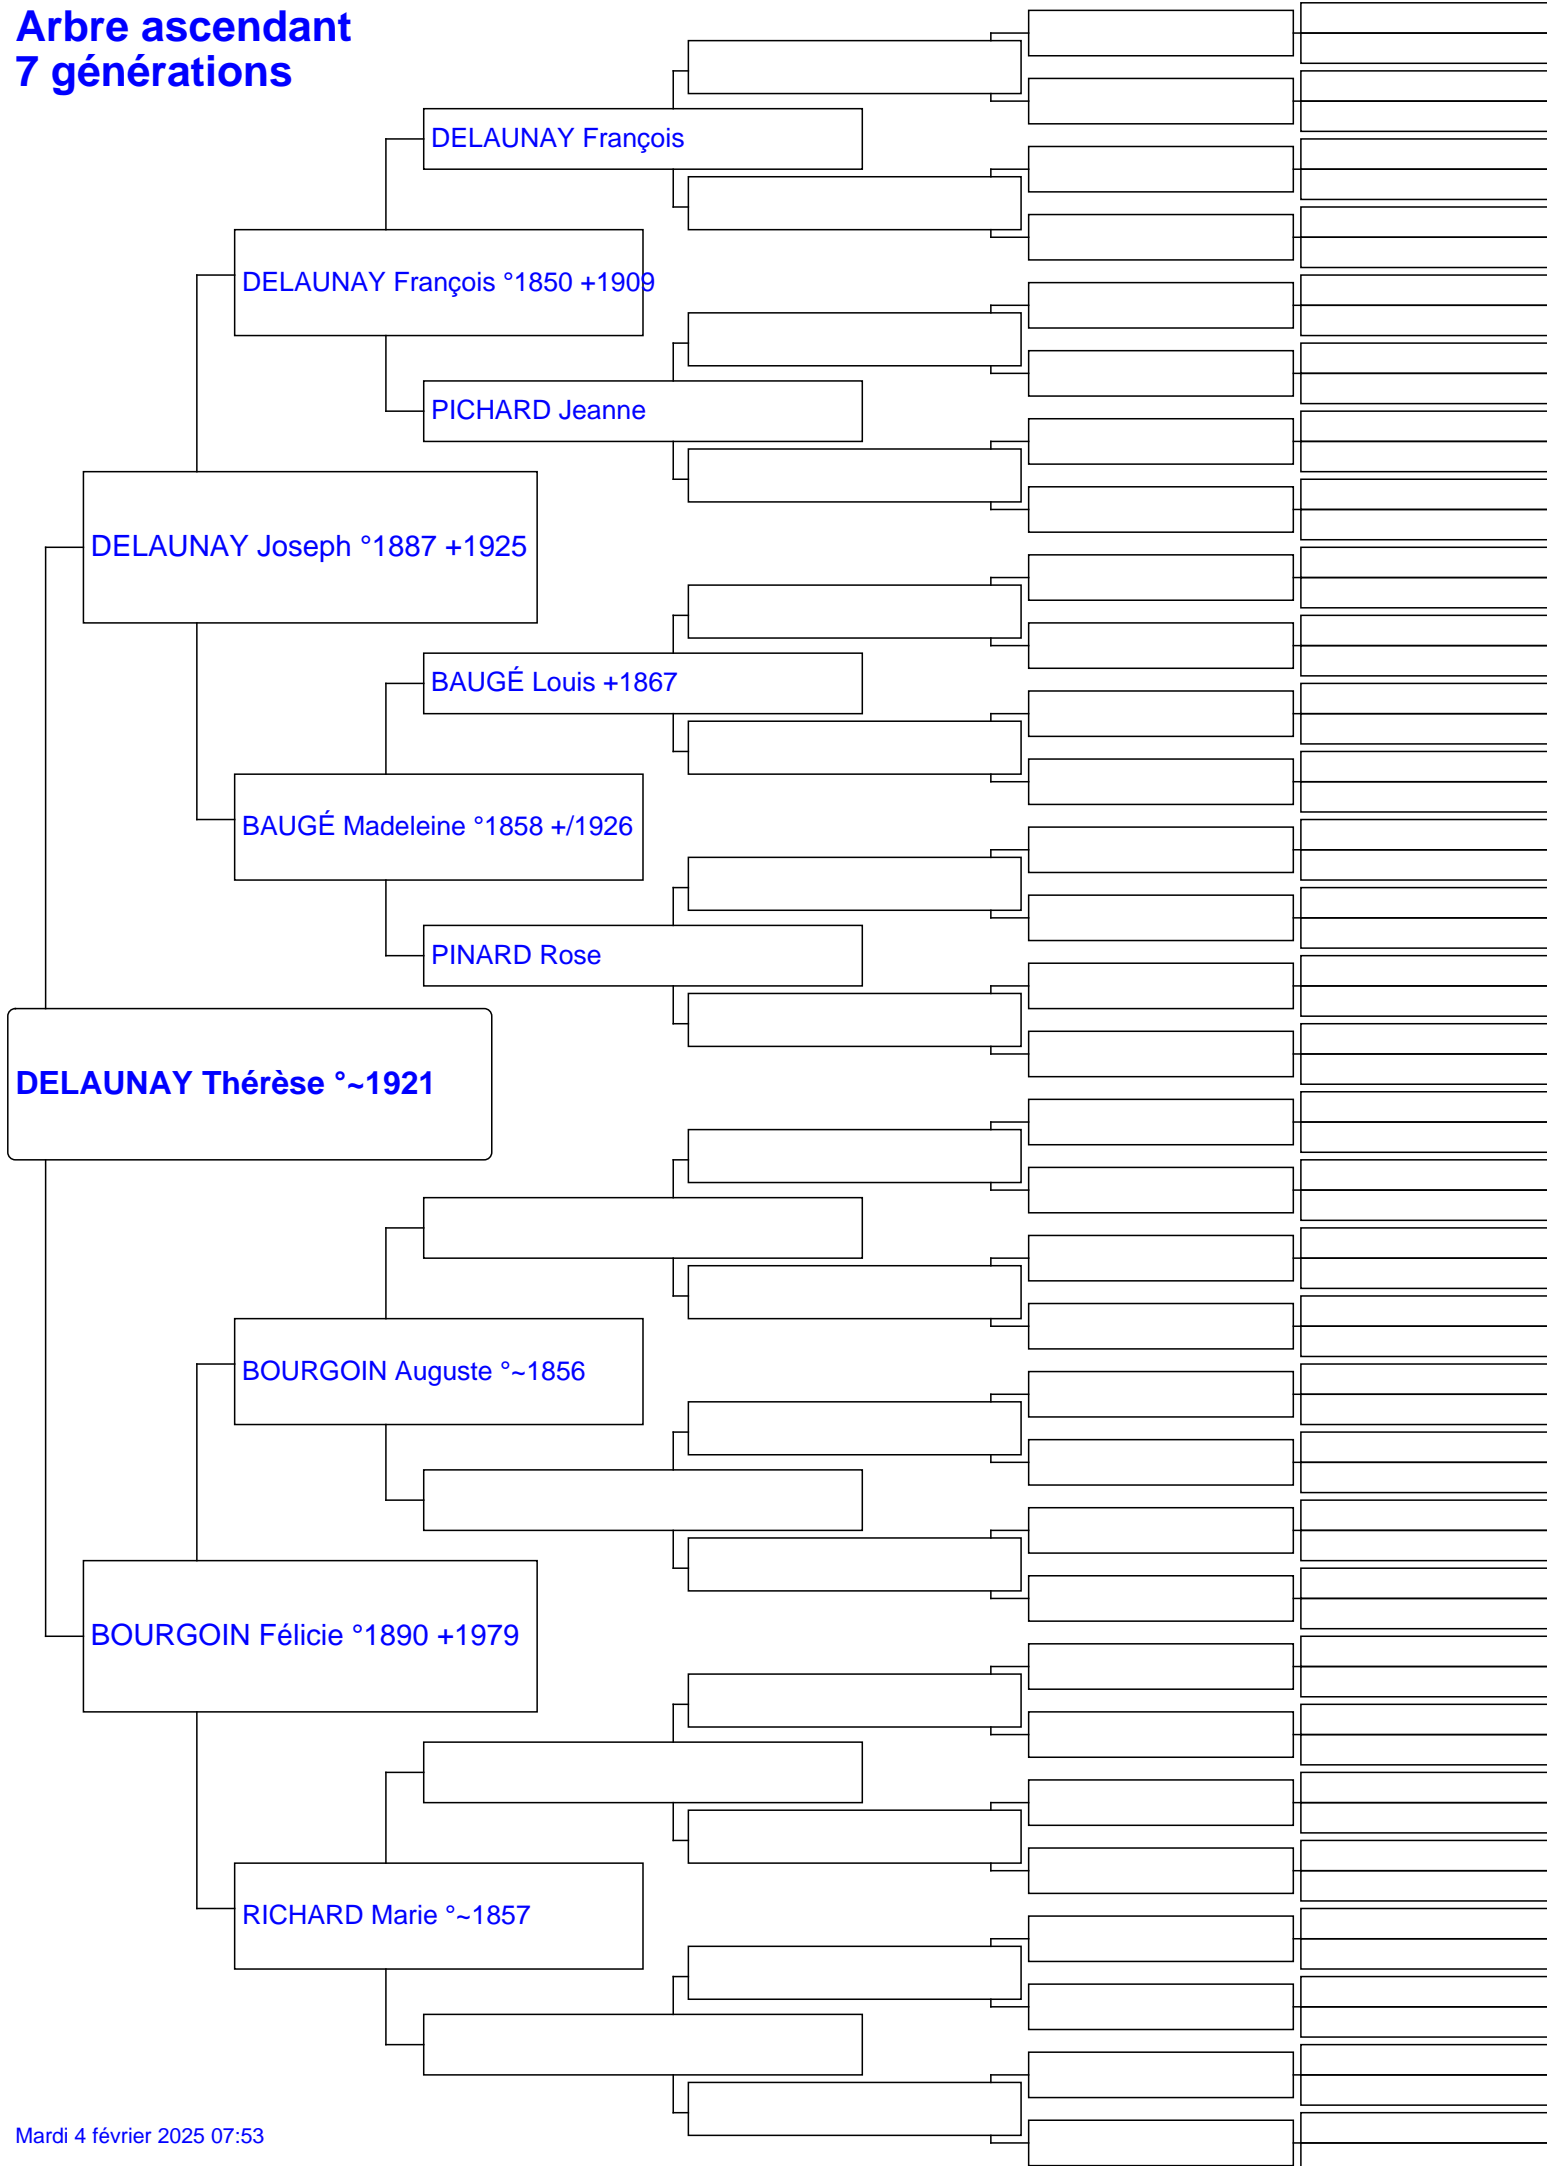 Arbre ascendant
7 générations
DELAUNAY François
DELAUNAY François °1850 +1909
PICHARD Jeanne
DELAUNAY Joseph °1887 +1925
BAUGÉ Louis +1867
BAUGÉ Madeleine °1858 +/1926
PINARD Rose
DELAUNAY Thérèse °~1921
BOURGOIN Auguste °~1856
BOURGOIN Félicie °1890 +1979
RICHARD Marie °~1857
Mardi 4 février 2025 07:53